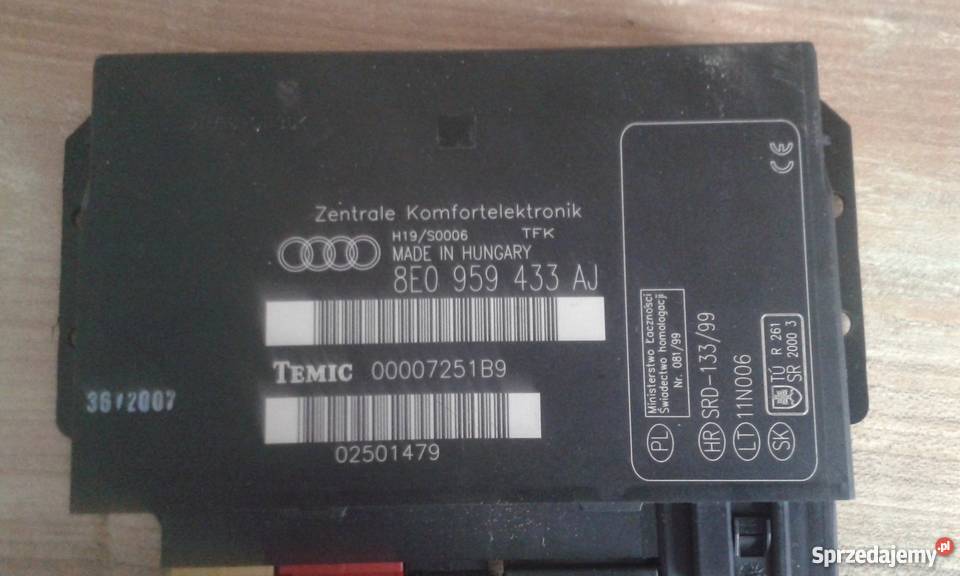 Zentrale Komfortelektronik
H19/S0006 TFK
MADE IN HUNGARY
8E0 959 433 AJ
TEMIC 00007251B9
36/2007
02501479
CE
PL Ministerstwo Łączności
Świadectwo homologacji
Nr. 081/99
HR SRD-133/99
LT 11N006
SK TÚ R 261
SR 2000 3
Sprzedajemy.pl